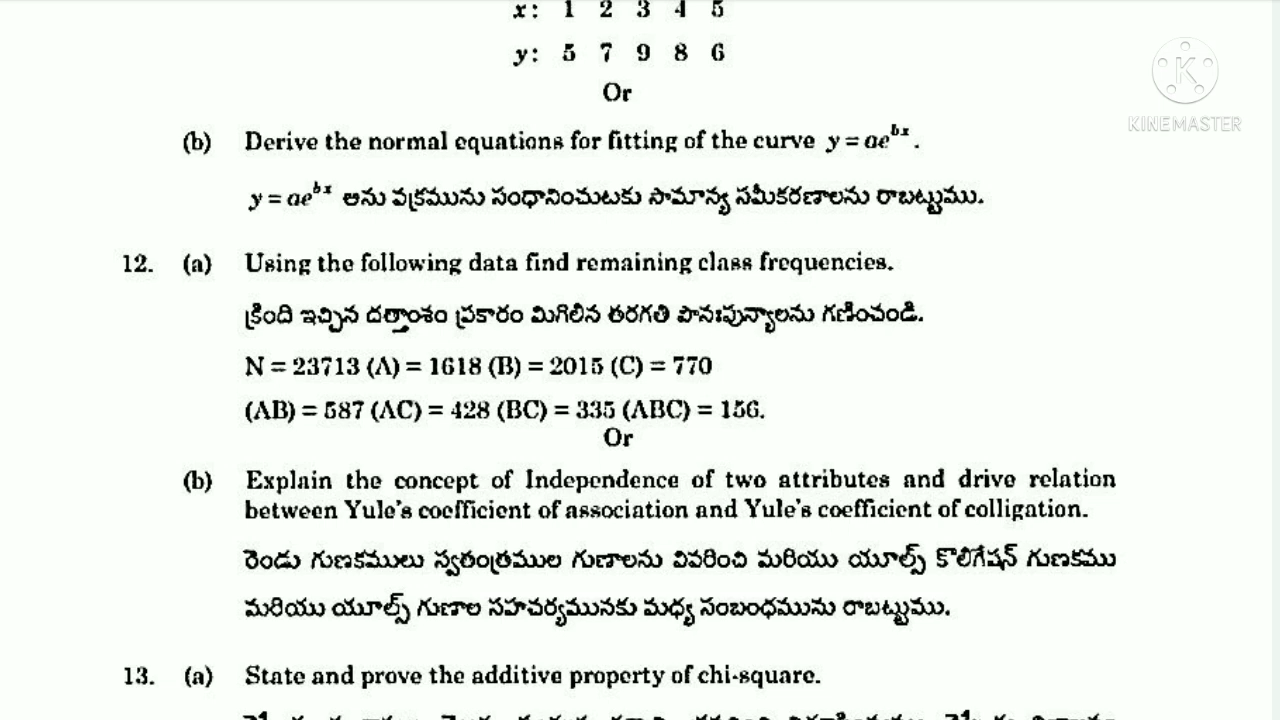 x: 1 2 3 4 5
y: 5 7 9 8 6
Or
KINEMASTER
(b) Derive the normal equations for fitting of the curve y = ae^{bx}.
y = ae^{bx} అను వక్రమును సంధానించుటకు సామాన్య సమీకరణాలను రాబట్టుము.
12. (a) Using the following data find remaining class frequencies.
క్రింది ఇచ్చిన దత్తాంశం ప్రకారం మిగిలిన తరగతి పౌనఃపున్యాలను గణించండి.
N = 23713 (A) = 1618 (B) = 2015 (C) = 770
(AB) = 587 (AC) = 428 (BC) = 335 (ABC) = 156.
Or
(b) Explain the concept of Independence of two attributes and drive relation
between Yule's coefficient of association and Yule's coefficient of colligation.
రెండు గుణకములు స్వతంత్రముల గుణాలను వివరించి మరియు యూల్స్ కొలిగేషన్ గుణకము
మరియు యూల్స్ గుణాల సహచర్యమునకు మధ్య సంబంధమును రాబట్టుము.
13. (a) State and prove the additive property of chi-square.